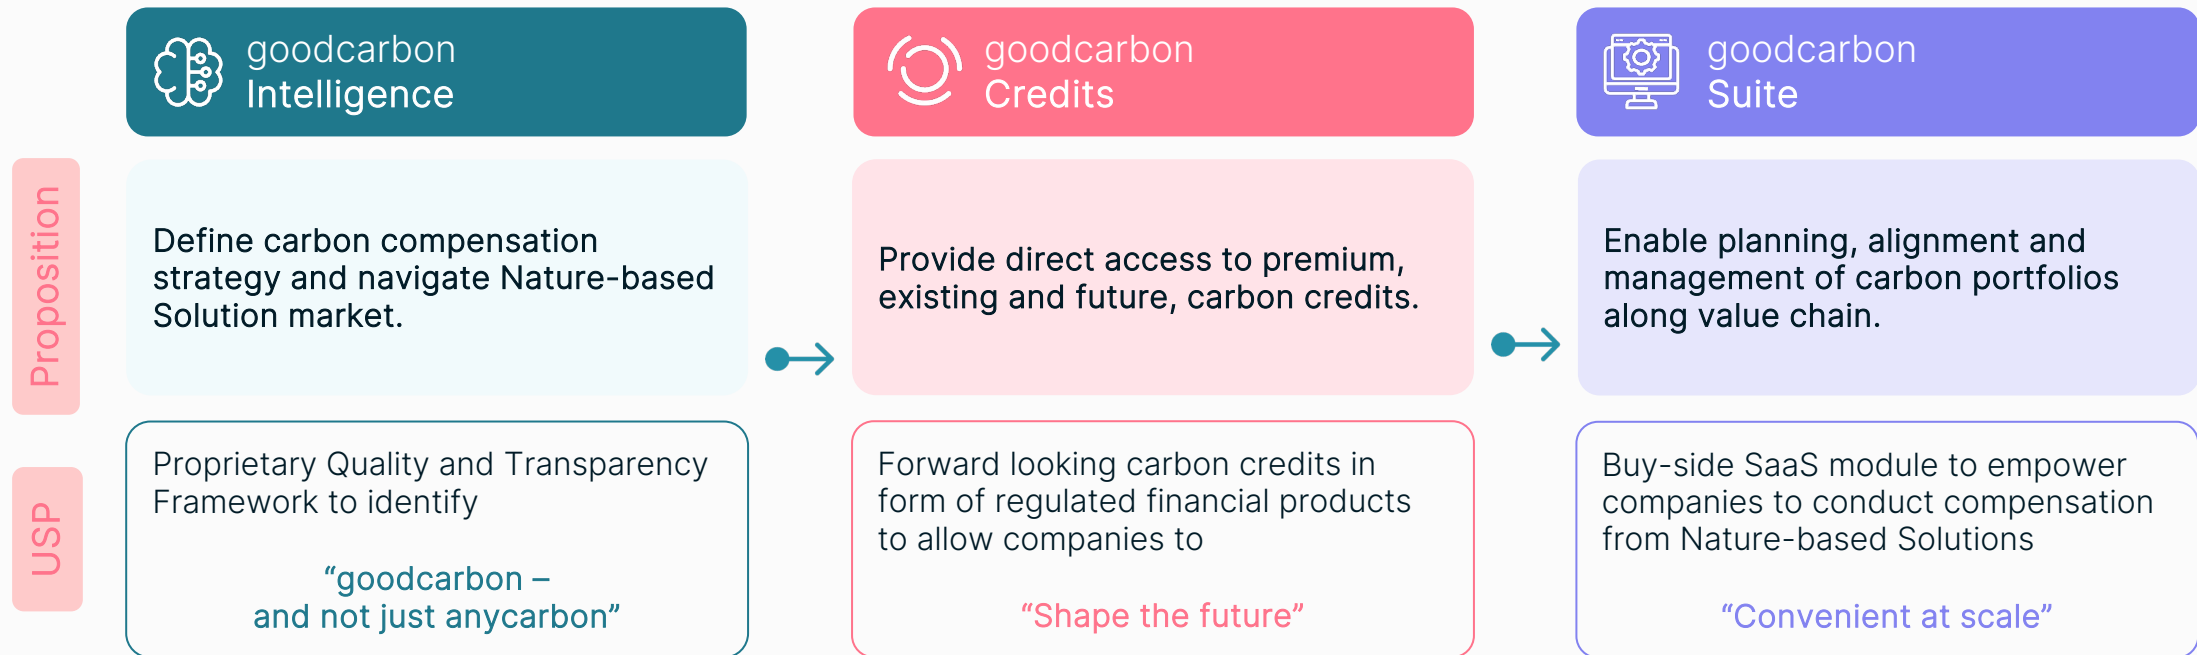 goodcarbon
Intelligence
goodcarbon
Credits
goodcarbon
Suite
Proposition
Define carbon compensation
strategy and navigate Nature-based
Solution market.
Provide direct access to premium,
existing and future, carbon credits.
Enable planning, alignment and
management of carbon portfolios
along value chain.
USP
Proprietary Quality and Transparency
Framework to identify
“goodcarbon –
and not just anycarbon”
Forward looking carbon credits in
form of regulated financial products
to allow companies to
“Shape the future”
Buy-side SaaS module to empower
companies to conduct compensation
from Nature-based Solutions
“Convenient at scale”